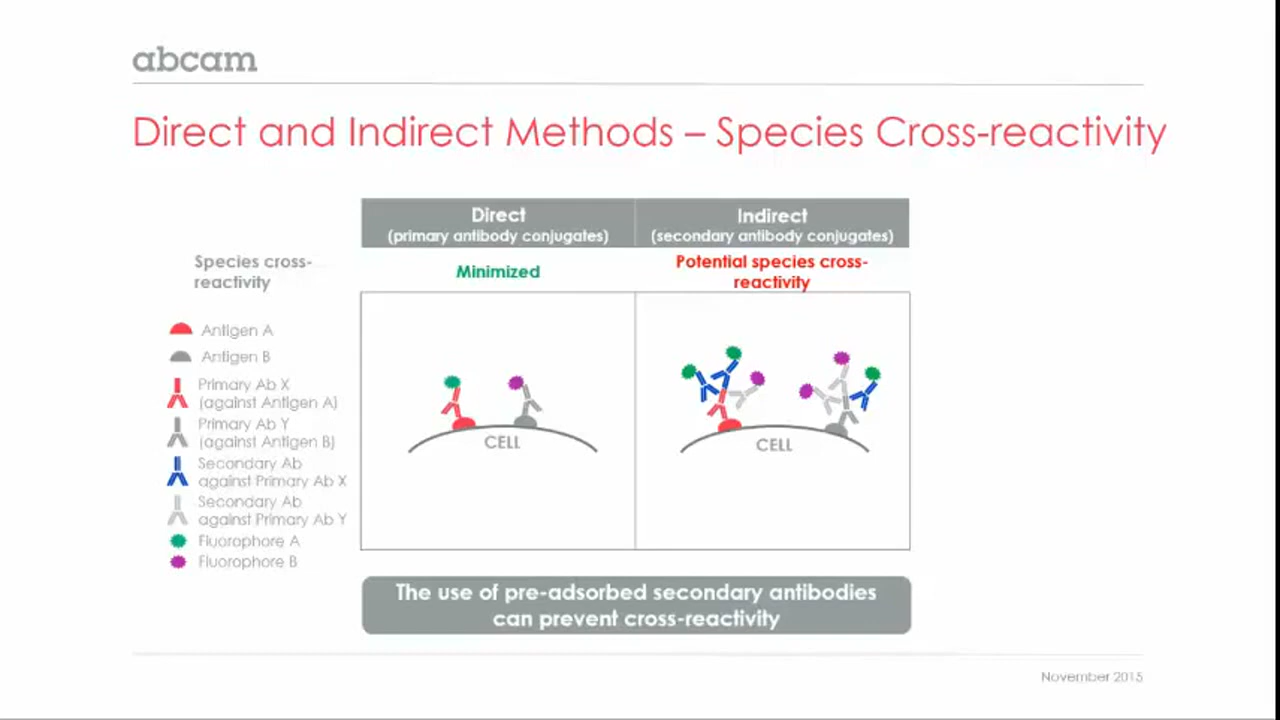 abcam
Direct and Indirect Methods – Species Cross-reactivity
Direct
(primary antibody conjugates)
Indirect
(secondary antibody conjugates)
Species cross-
reactivity
Minimized
Potential species cross-
reactivity
Antigen A
Antigen B
Primary Ab X
(against Antigen A)
Primary Ab Y
(against Antigen B)
Secondary Ab
against Primary Ab X
Secondary Ab
against Primary Ab Y
Fluorophore A
Fluorophore B
CELL
CELL
The use of pre-adsorbed secondary antibodies
can prevent cross-reactivity
November 2015